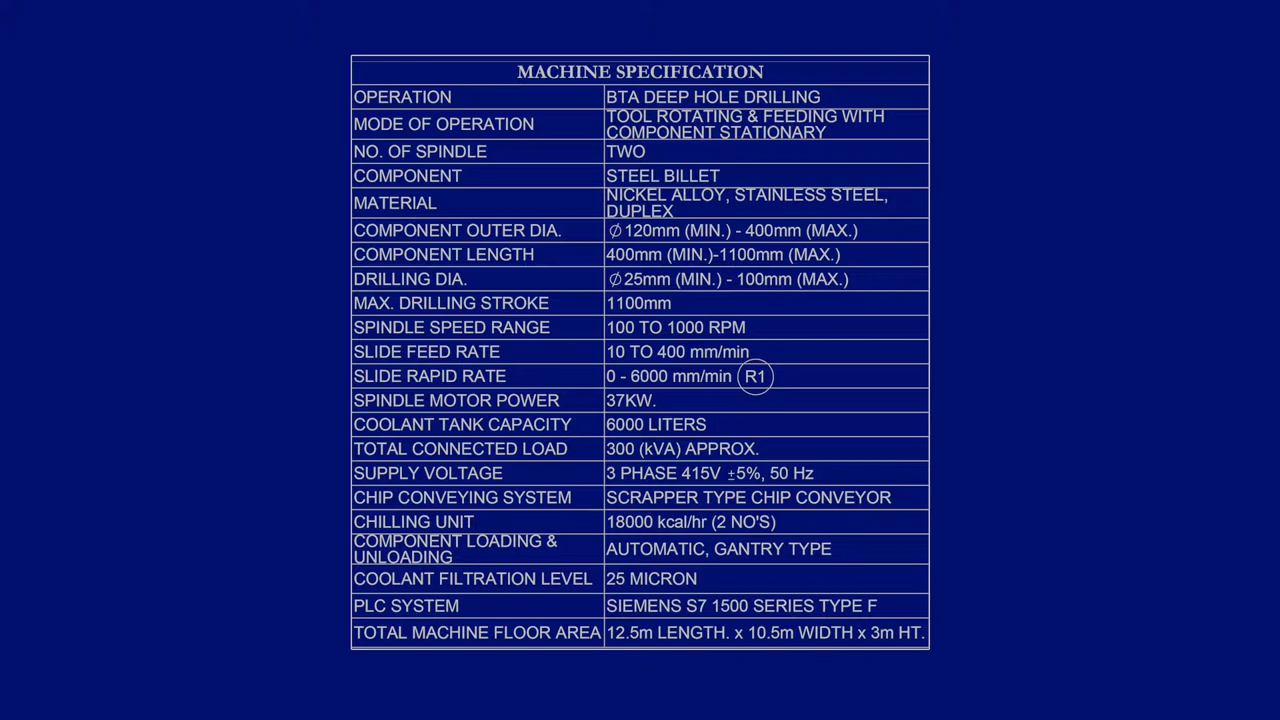 MACHINE SPECIFICATION
OPERATION BTA DEEP HOLE DRILLING
MODE OF OPERATION TOOL ROTATING & FEEDING WITH
COMPONENT STATIONARY
NO. OF SPINDLE TWO
COMPONENT STEEL BILLET
MATERIAL NICKEL ALLOY, STAINLESS STEEL,
DUPLEX
COMPONENT OUTER DIA. ∅120mm (MIN.) - 400mm (MAX.)
COMPONENT LENGTH 400mm (MIN.)-1100mm (MAX.)
DRILLING DIA. ∅25mm (MIN.) - 100mm (MAX.)
MAX. DRILLING STROKE 1100mm
SPINDLE SPEED RANGE 100 TO 1000 RPM
SLIDE FEED RATE 10 TO 400 mm/min
SLIDE RAPID RATE 0 - 6000 mm/min R1
SPINDLE MOTOR POWER 37KW.
COOLANT TANK CAPACITY 6000 LITERS
TOTAL CONNECTED LOAD 300 (kVA) APPROX.
SUPPLY VOLTAGE 3 PHASE 415V ±5%, 50 Hz
CHIP CONVEYING SYSTEM SCRAPPER TYPE CHIP CONVEYOR
CHILLING UNIT 18000 kcal/hr (2 NO'S)
COMPONENT LOADING &
UNLOADING AUTOMATIC, GANTRY TYPE
COOLANT FILTRATION LEVEL 25 MICRON
PLC SYSTEM SIEMENS S7 1500 SERIES TYPE F
TOTAL MACHINE FLOOR AREA 12.5m LENGTH. x 10.5m WIDTH x 3m HT.